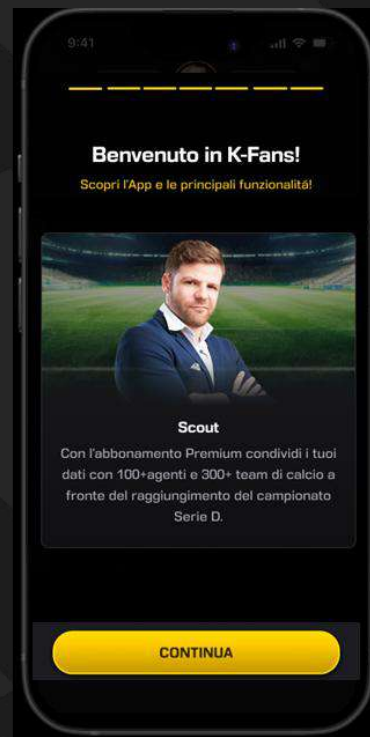 9:41
Benvenuto in K-Fans!
Scopri l'App e le principali funzionalitá!
Scout
Con l'abbonamento Premium condividi i tuoi
dati con 100+agenti e 300+ team di calcio a
fronte del raggiungimento del campionato
Serie D.
CONTINUA